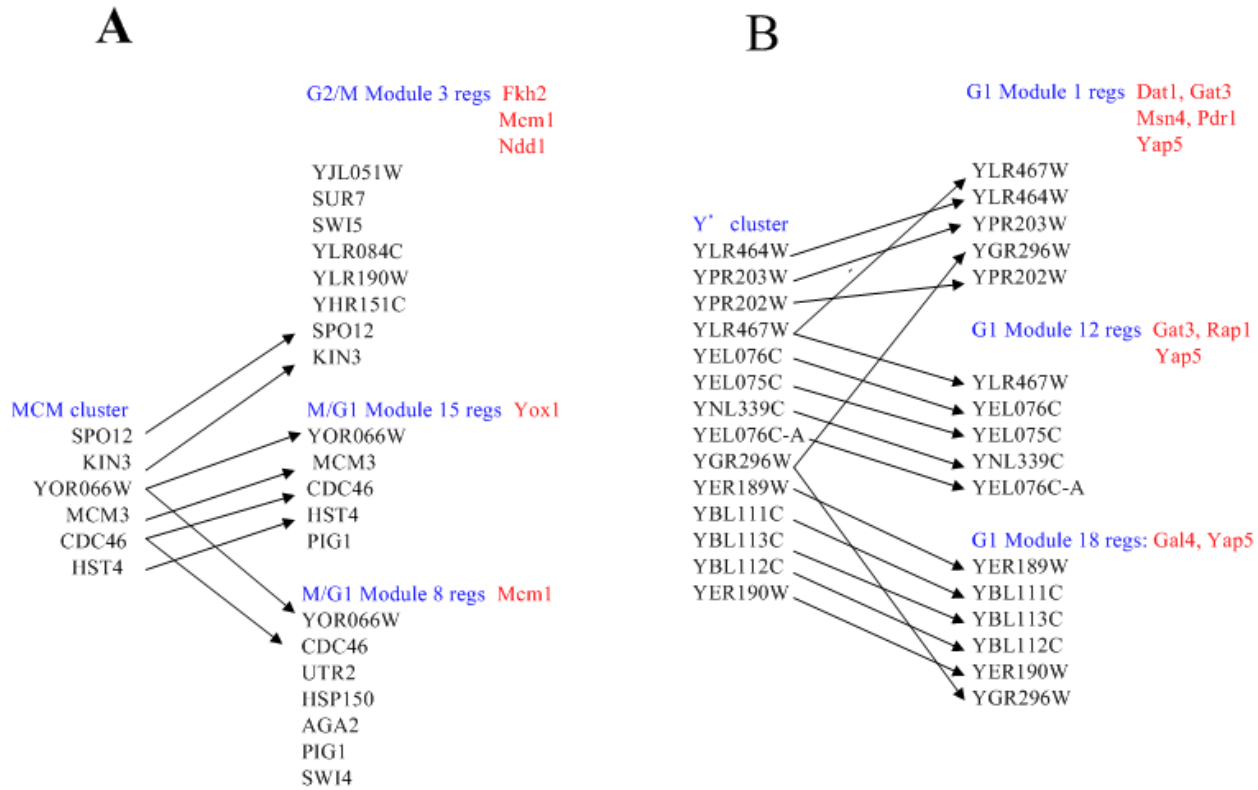 A
G2/M Module 3 regs Fkh2
Mcm1
Ndd1
YJL051W
SUR7
SWI5
YLR084C
YLR190W
YHR151C
SPO12
KIN3
MCM cluster
SPO12
KIN3
YOR066W
MCM3
CDC46
HST4
M/G1 Module 15 regs Yox1
YOR066W
MCM3
CDC46
HST4
PIG1
M/G1 Module 8 regs Mcm1
YOR066W
CDC46
UTR2
HSP150
AGA2
PIG1
SWI4
B
G1 Module 1 regs Dat1, Gat3
Msn4, Pdr1
Yap5
YLR467W
YLR464W
YPR203W
YGR296W
YPR202W
Y' cluster
YLR464W
YPR203W
YPR202W
YLR467W
YEL076C
YEL075C
YNL339C
YEL076C-A
YGR296W
YER189W
YBL111C
YBL113C
YBL112C
YER190W
G1 Module 12 regs Gat3, Rap1
Yap5
YLR467W
YEL076C
YEL075C
YNL339C
YEL076C-A
G1 Module 18 regs: Gal4, Yap5
YER189W
YBL111C
YBL113C
YBL112C
YER190W
YGR296W